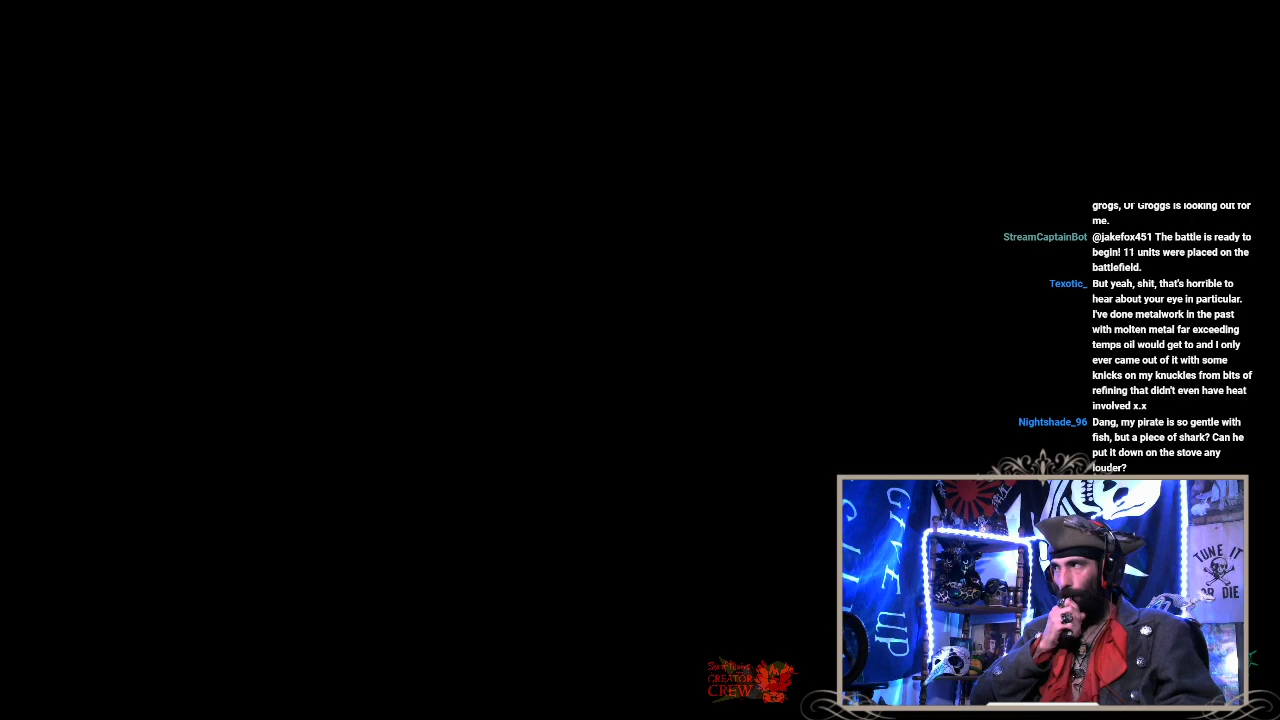 grogs, Ol' Groggs is looking out for
me.
StreamCaptainBot @jakefox451 The battle is ready to
begin! 11 units were placed on the
battlefield.
Texotic_ But yeah, shit, that's horrible to
hear about your eye in particular.
I've done metalwork in the past
with molten metal far exceeding
temps oil would get to and I only
ever came out of it with some
knicks on my knuckles from bits of
refining that didn't even have heat
involved x.x
Nightshade_96 Dang, my pirate is so gentle with
fish, but a piece of shark? Can he
put it down on the stove any
louder?
GIVE UP
TUNE IT
OR DIE
CREATOR
CREW